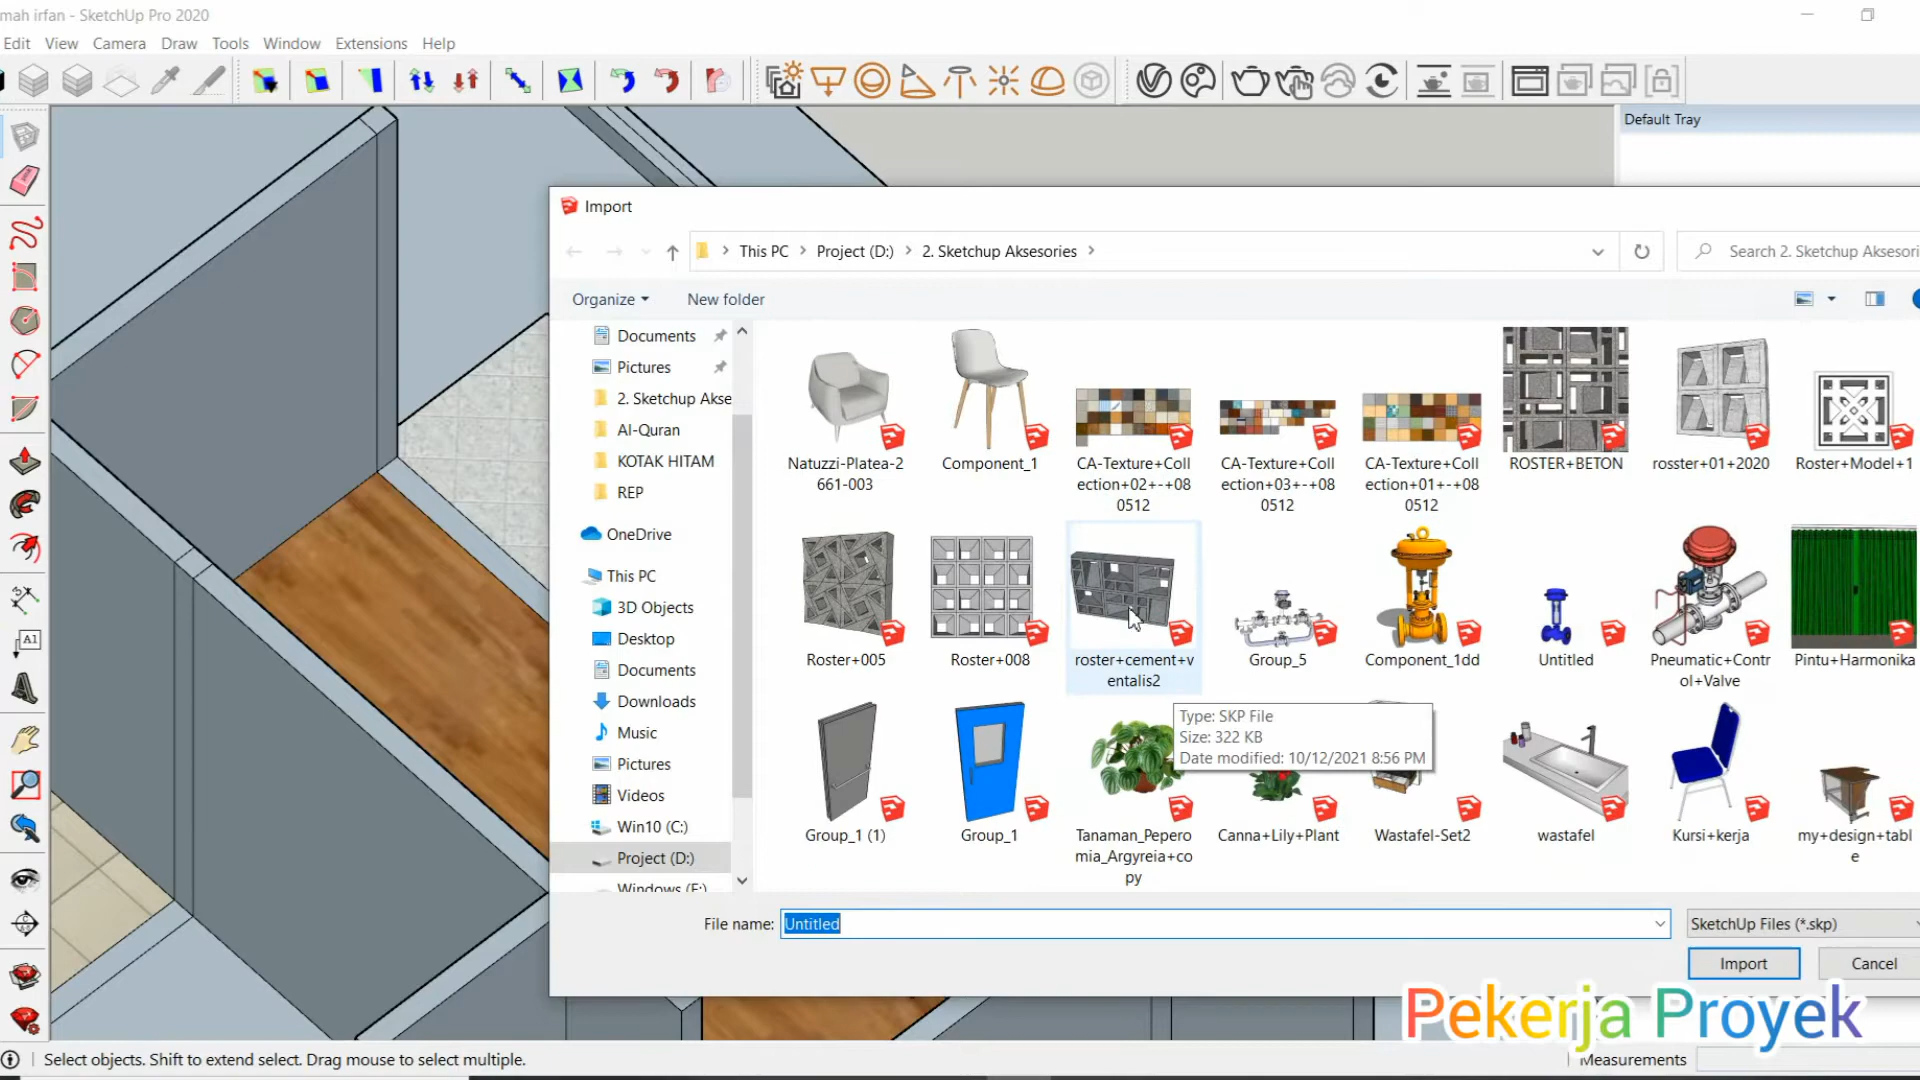 mah irfan - SketchUp Pro 2020
Edit View Camera Draw Tools Window Extensions Help
Default Tray
Import
This PC > Project (D:) > 2. Sketchup Aksesories >
Search 2. Sketchup Aksesori
Organize New folder
Documents
Pictures
2. Sketchup Akse
Al-Quran
KOTAK HITAM
REP
OneDrive
This PC
3D Objects
Desktop
Documents
Downloads
Music
Pictures
Videos
Win10 (C:)
Project (D:)
Windows (E:)
Natuzzi-Platea-2
661-003
Component_1
CA-Texture+Coll
ection+02+-+08
0512
CA-Texture+Coll
ection+03+-+08
0512
CA-Texture+Coll
ection+01+-+08
0512
ROSTER+BETON
rosster+01+2020
Roster+Model+1
Roster+005
Roster+008
roster+cement+v
entalis2
Group_5
Component_1dd
Untitled
Pneumatic+Contr
ol+Valve
Pintu+Harmonika
Type: SKP File
Size: 322 KB
Date modified: 10/12/2021 8:56 PM
Group_1 (1)
Group_1
Tanaman_Pepero
mia_Argyreia+co
py
Canna+Lily+Plant
Wastafel-Set2
wastafel
Kursi+kerja
my+design+tabl
e
File name: Untitled
SketchUp Files (*.skp)
Import Cancel
Pekerja Proyek
A1
Select objects. Shift to extend select. Drag mouse to select multiple.
Measurements